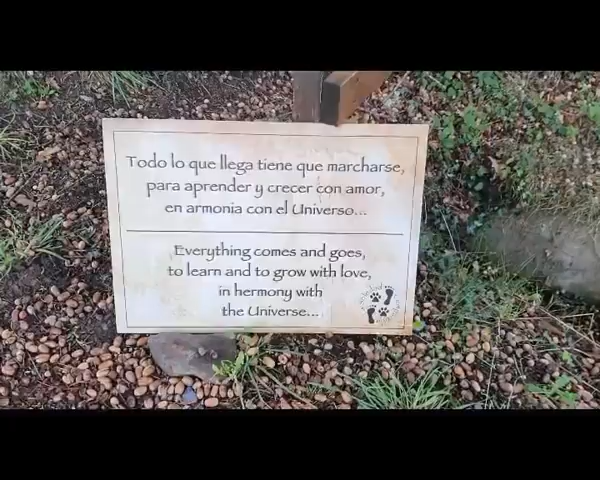 Todo lo que llega tiene que marcharse,
para aprender y crecer con amor,
en armonia con el Universo...
Everything comes and goes,
to learn and to grow with love,
in hermony with
the Universe...